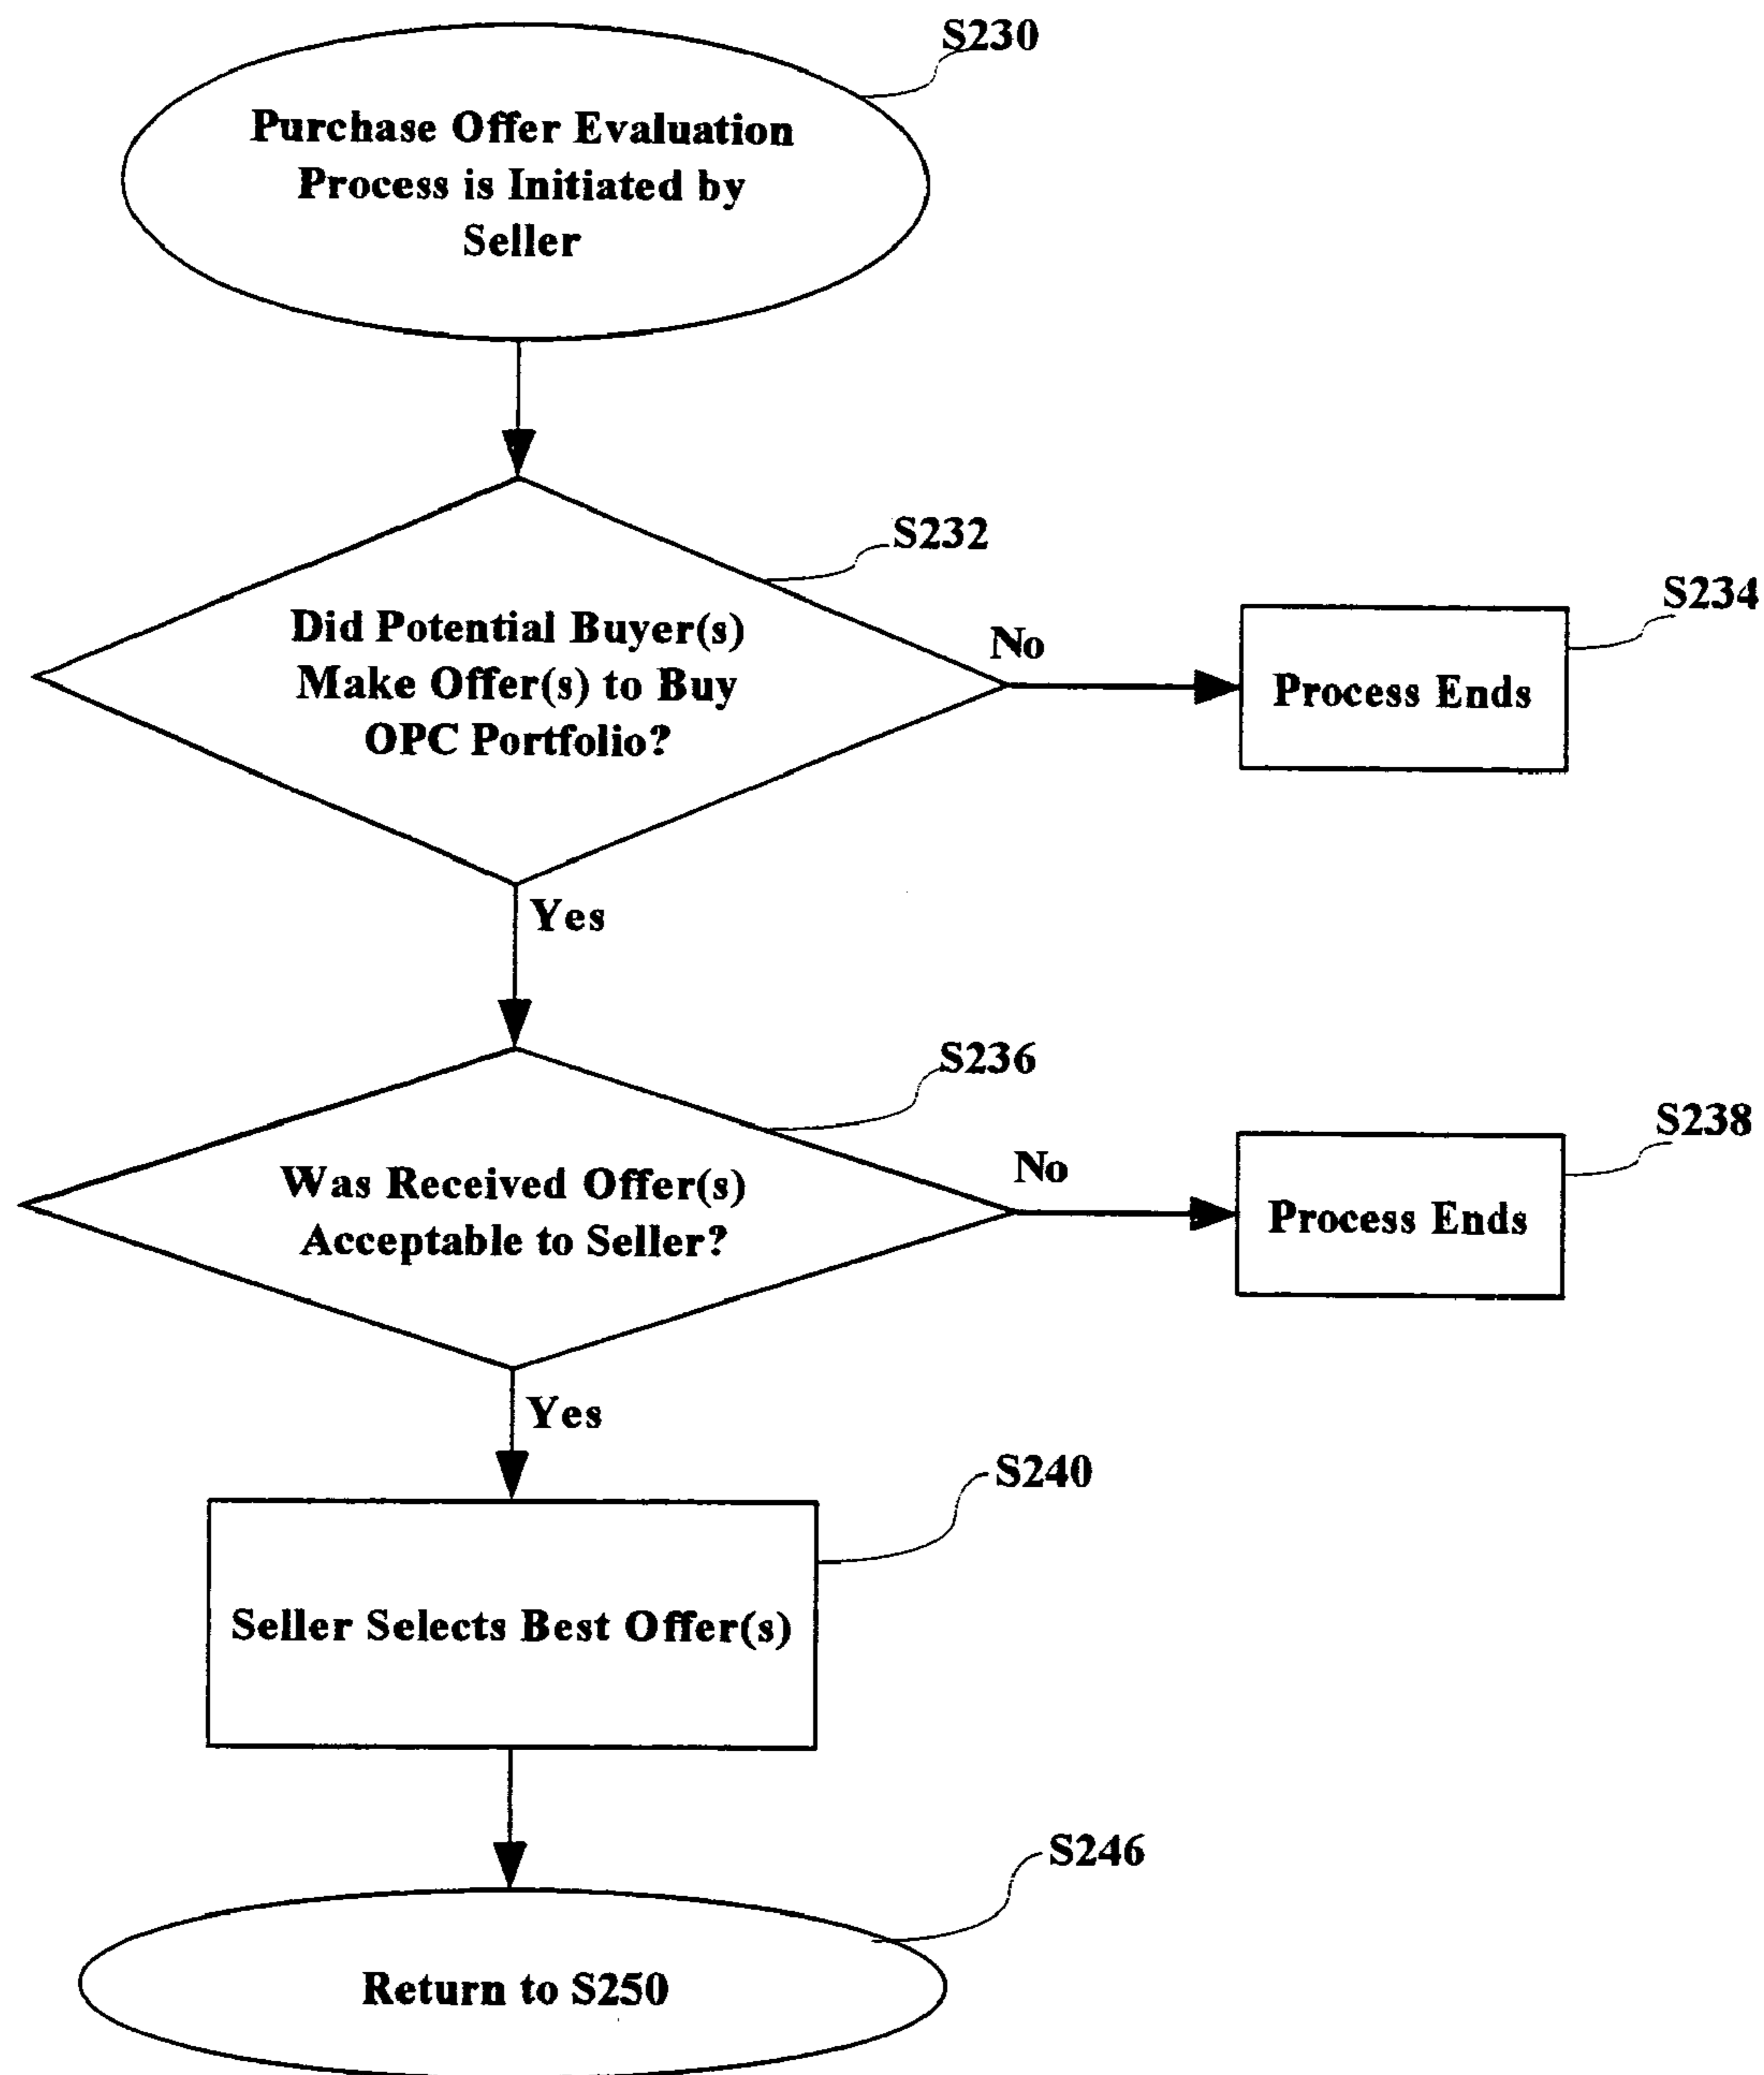 S230
Purchase Offer Evaluation
Process is Initiated by
Seller
S232
Did Potential Buyer(s)
Make Offer(s) to Buy
OPC Portfolio?
No
S234
Process Ends
Yes
S236
Was Received Offer(s)
Acceptable to Seller?
No
S238
Process Ends
Yes
S240
Seller Selects Best Offer(s)
S246
Return to S250